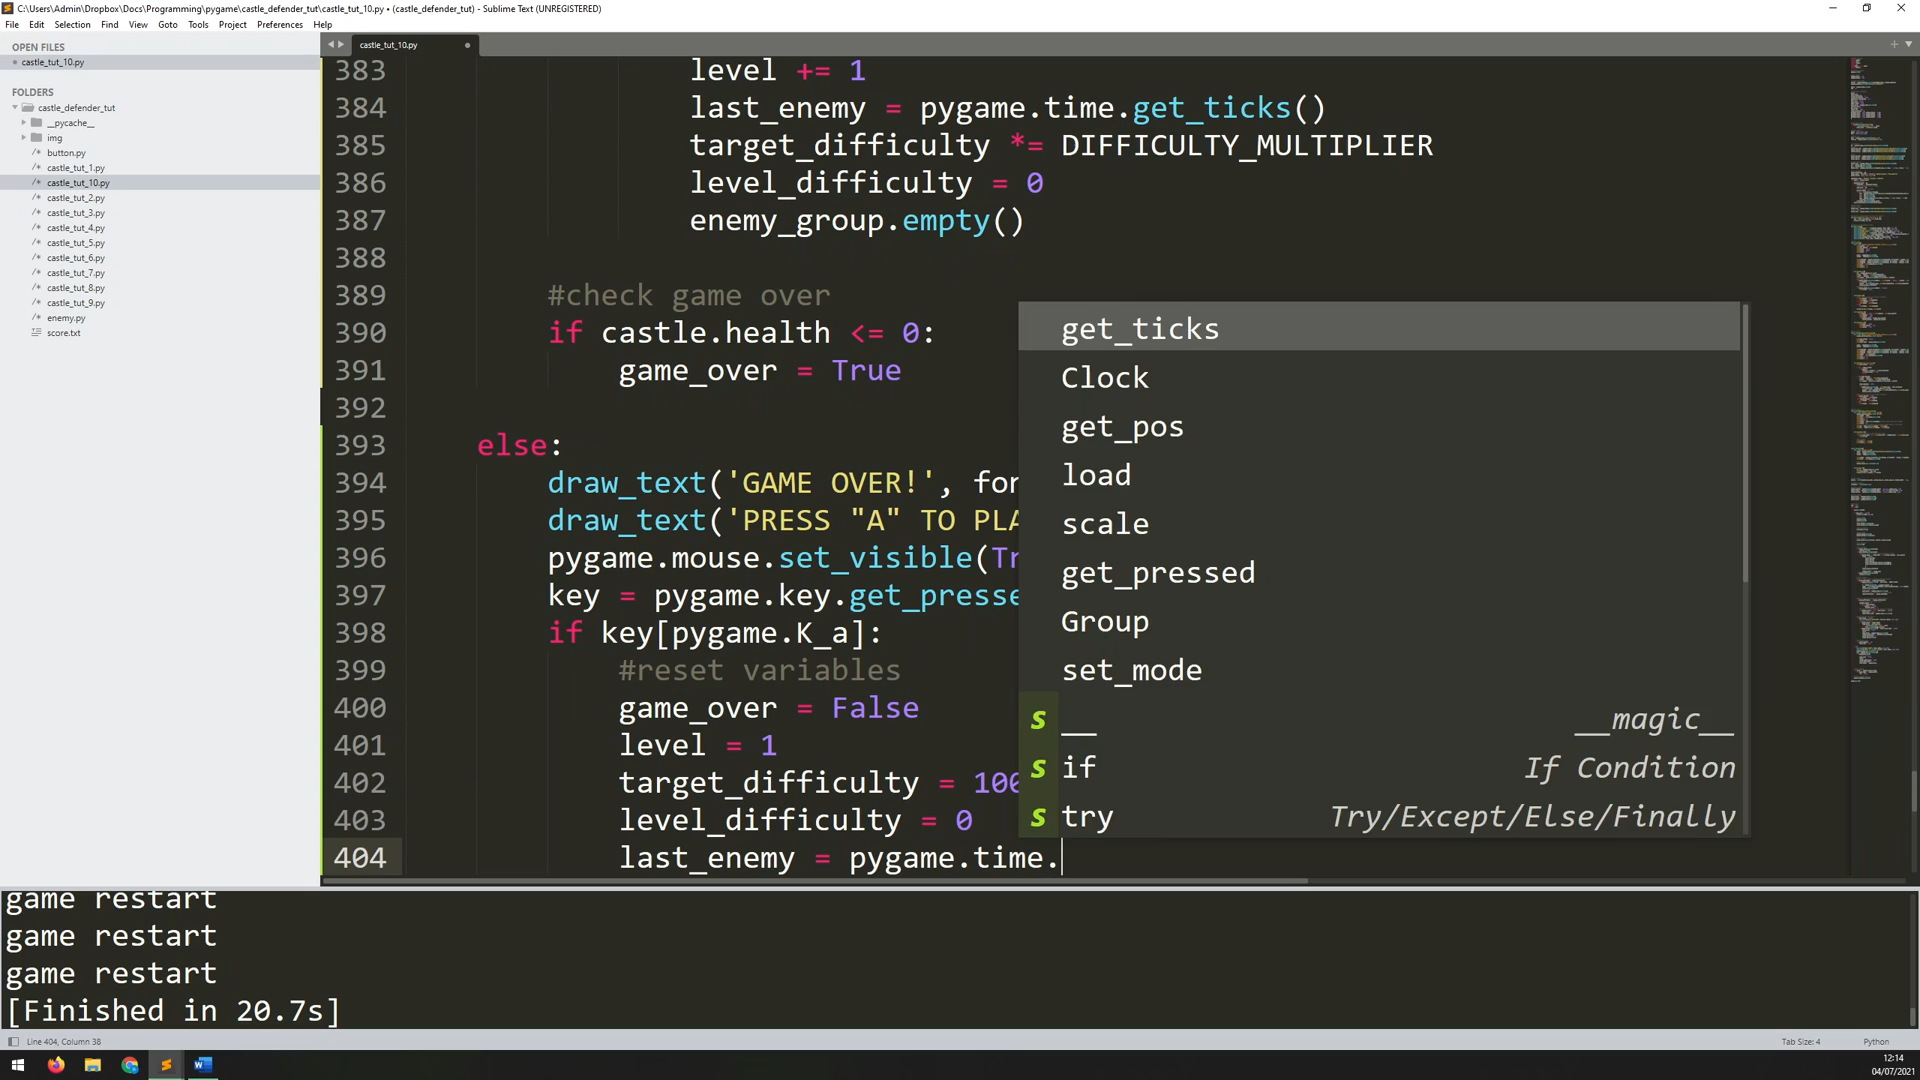 C:\Users\Admin\Dropbox\Docs\Programming\pygame\castle_defender_tut\castle_tut_10.py • (castle_defender_tut) - Sublime Text (UNREGISTERED)
File Edit Selection Find View Goto Tools Project Preferences Help
OPEN FILES
castle_tut_10.py
FOLDERS
castle_defender_tut
__pycache__
img
button.py
castle_tut_1.py
castle_tut_10.py
castle_tut_2.py
castle_tut_3.py
castle_tut_4.py
castle_tut_5.py
castle_tut_6.py
castle_tut_7.py
castle_tut_8.py
castle_tut_9.py
enemy.py
score.txt
castle_tut_10.py
383 level += 1
384 last_enemy = pygame.time.get_ticks()
385 target_difficulty *= DIFFICULTY_MULTIPLIER
386 level_difficulty = 0
387 enemy_group.empty()
388
389 #check game over
390 if castle.health <= 0:
391 game_over = True
392
393 else:
394 draw_text('GAME OVER!', for
395 draw_text('PRESS "A" TO PLA
396 pygame.mouse.set_visible(Tr
397 key = pygame.key.get_presse
398 if key[pygame.K_a]:
399 #reset variables
400 game_over = False
401 level = 1
402 target_difficulty = 100
403 level_difficulty = 0
404 last_enemy = pygame.time.
get_ticks
Clock
get_pos
load
scale
get_pressed
Group
set_mode
s __ __magic__
s if If Condition
s try Try/Except/Else/Finally
game restart
game restart
game restart
[Finished in 20.7s]
Line 404, Column 38
Tab Size: 4
Python
12:14
04/07/2021